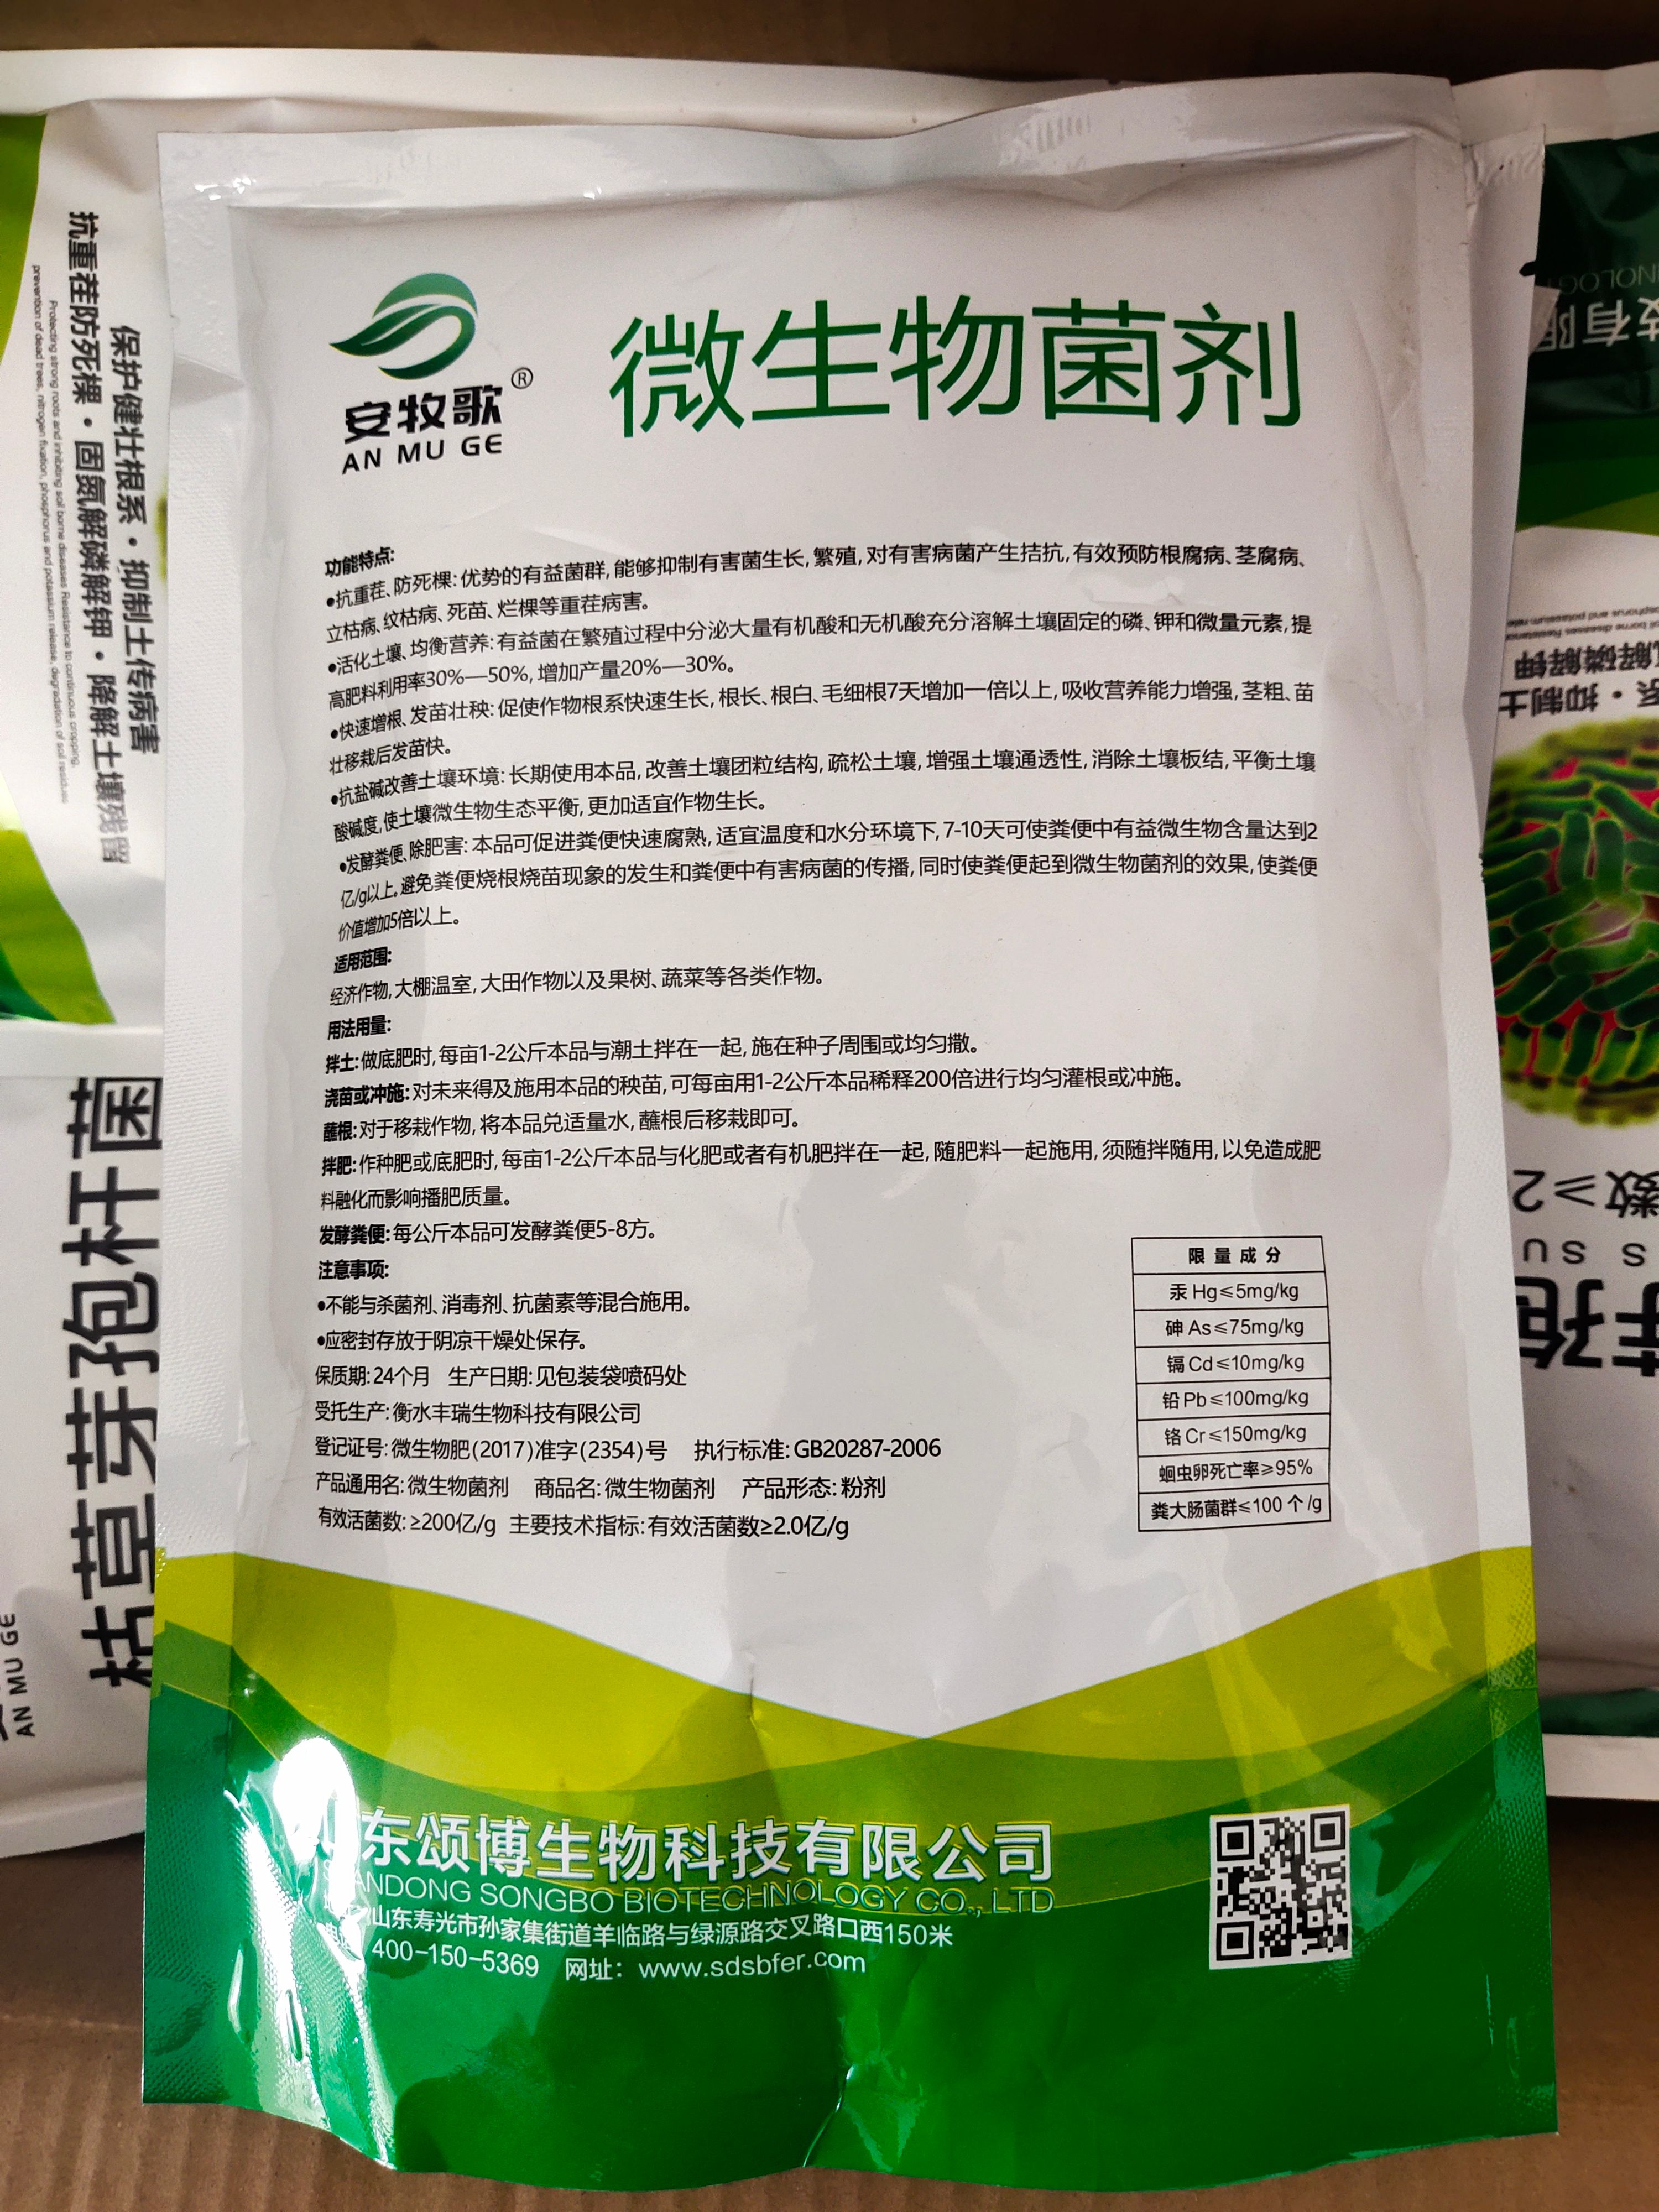 安牧歌®
AN MU GE
微生物菌剂
功能特点:
•抗重茬、防死棵:优势的有益菌群,能够抑制有害菌生长,繁殖,对有害病菌产生拮抗,有效预防根腐病、茎腐病、
立枯病、纹枯病、死苗、烂棵等重茬病害。
•活化土壤、均衡营养:有益菌在繁殖过程中分泌大量有机酸和无机酸充分溶解土壤固定的磷、钾和微量元素,提
高肥料利用率30%—50%,增加产量20%—30%。
•快速增根、发苗壮秧:促使作物根系快速生长,根长、根白、毛细根7天增加一倍以上,吸收营养能力增强,茎粗、苗
壮移栽后发苗快。
•抗盐碱改善土壤环境:长期使用本品,改善土壤团粒结构,疏松土壤,增强土壤通透性,消除土壤板结,平衡土壤
酸碱度,使土壤微生物生态平衡,更加适宜作物生长。
•发酵粪便、除肥害:本品可促进粪便快速腐熟,适宜温度和水分环境下,7-10天可使粪便中有益微生物含量达到2
亿/g以上。避免粪便烧根烧苗现象的发生和粪便中有害病菌的传播,同时使粪便起到微生物菌剂的效果,使粪便
价值增加5倍以上。
适用范围:
经济作物,大棚温室,大田作物以及果树、蔬菜等各类作物。
用法用量:
拌土:做底肥时,每亩1-2公斤本品与潮土拌在一起,施在种子周围或均匀撒。
浇苗或冲施:对未来得及施用本品的秧苗,可每亩用1-2公斤本品稀释200倍进行均匀灌根或冲施。
蘸根:对于移栽作物,将本品兑适量水,蘸根后移栽即可。
拌肥:作种肥或底肥时,每亩1-2公斤本品与化肥或者有机肥拌在一起,随肥料一起施用,须随拌随用,以免造成肥
料融化而影响播肥质量。
发酵粪便:每公斤本品可发酵粪便5-8方。
注意事项:
•不能与杀菌剂、消毒剂、抗菌素等混合施用。
•应密封存放于阴凉干燥处保存。
保质期:24个月 生产日期:见包装袋喷码处
受托生产:衡水丰瑞生物科技有限公司
登记证号:微生物肥(2017)准字(2354)号 执行标准:GB20287-2006
产品通用名:微生物菌剂 商品名:微生物菌剂 产品形态:粉剂
有效活菌数:≥200亿/g 主要技术指标:有效活菌数≥2.0亿/g
限量成分
汞 Hg≤5mg/kg
砷 As≤75mg/kg
镉 Cd≤10mg/kg
铅 Pb≤100mg/kg
铬 Cr≤150mg/kg
蛔虫卵死亡率≥95%
粪大肠菌群≤100个/g
东颂博生物科技有限公司
ANDONG SONGBO BIOTECHNOLOGY CO., LTD
山东寿光市孙家集街道羊临路与绿源路交叉路口西150米
400-150-5369 网址：www.sdsbfer.com
保护健壮根系·抑制土传病害
抗重茬防死棵·固氮解磷解钾·降解土壤残留
Protecting strong roots and inhibiting soil borne diseases Resistance to continuous cropping,
prevention of dead trees, nitrogen fixation, phosphorus and potassium release, degradation of soil residues
枯草芽孢杆菌
AN MU GE
技有限
解磷解钾
抑制土
数≥2
s su
芽孢